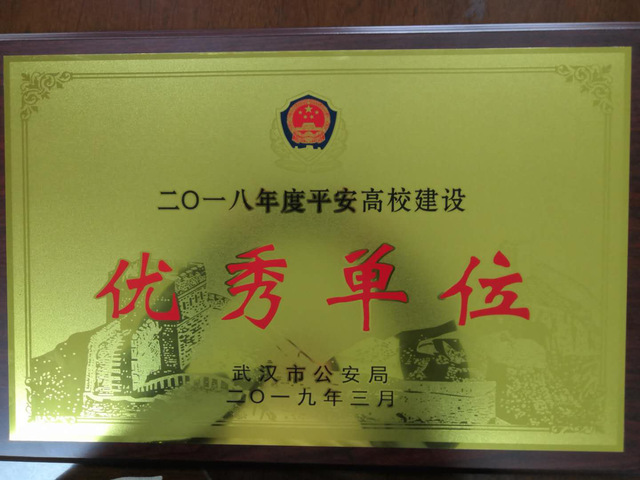 二〇一八年度平安高校建设
优秀单位
武汉市公安局
二〇一九年三月